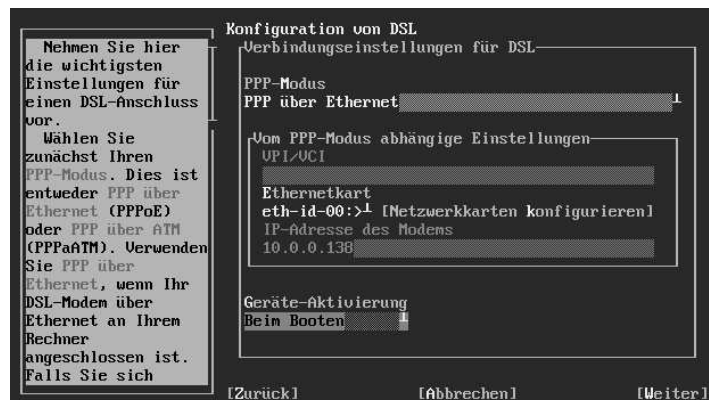 Konfiguration von DSL
Nehmen Sie hier
die wichtigsten
Einstellungen für
einen DSL-Anschluss
vor.
Wählen Sie
zunächst Ihren
PPP-Modus. Dies ist
entweder PPP über
Ethernet (PPPoE)
oder PPP über ATM
(PPPaATM). Verwenden
Sie PPP über
Ethernet, wenn Ihr
DSL-Modem über
Ethernet an Ihrem
Rechner
angeschlossen ist.
Falls Sie sich
Verbindungseinstellungen für DSL
PPP-Modus
PPP über Ethernet
Vom PPP-Modus abhängige Einstellungen
VPI/VCI
Ethernetkart
eth-id-00:> [Netzwerkkarten konfigurieren]
IP-Adresse des Modems
10.0.0.138
Geräte-Aktivierung
Beim Booten
[Zurück] [Abbrechen] [Weiter]